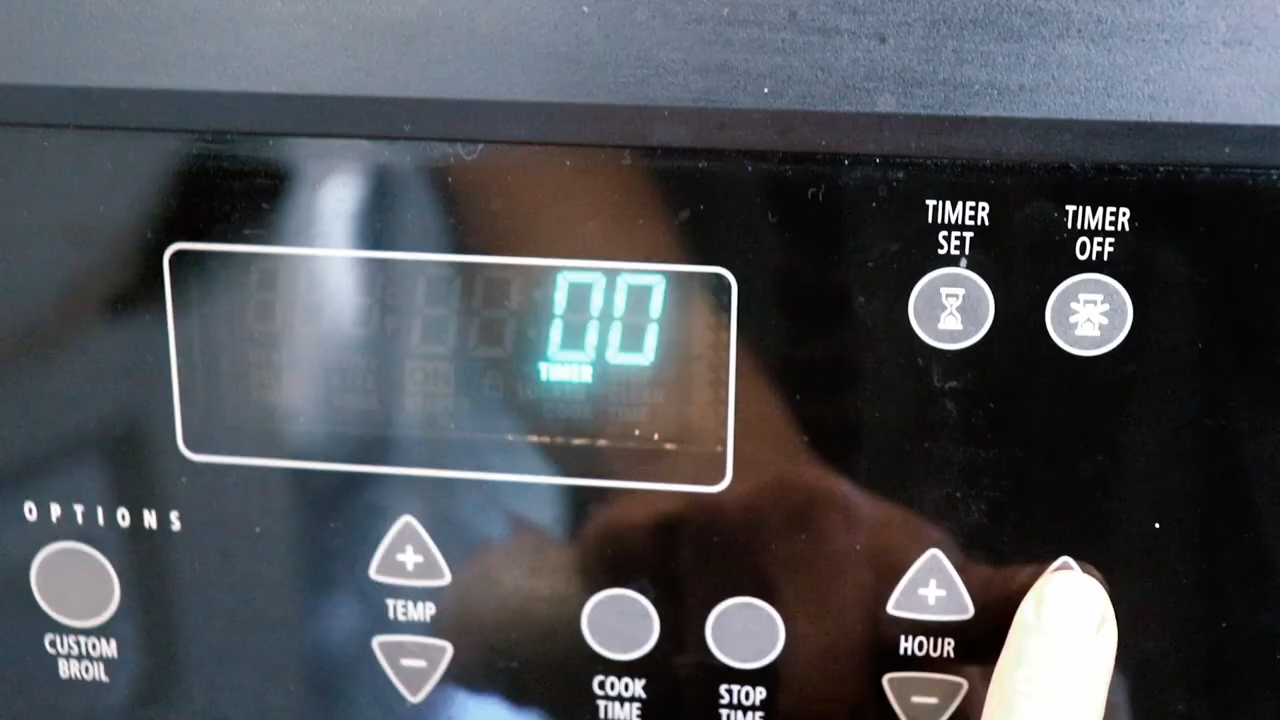 TIMER
SET
TIMER
OFF
00
TIMER
OPTIONS
CUSTOM
BROIL
TEMP
COOK
TIME
STOP
TIME
HOUR